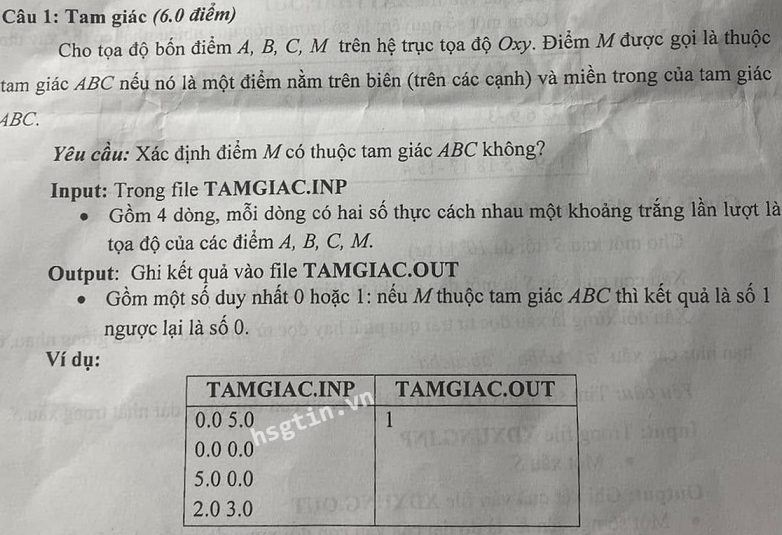 Câu 1: Tam giác (6.0 điểm)
Cho tọa độ bốn điểm A, B, C, M trên hệ trục tọa độ Oxy. Điểm M được gọi là thuộc
tam giác ABC nếu nó là một điểm nằm trên biên (trên các cạnh) và miền trong của tam giác
ABC.
Yêu cầu: Xác định điểm M có thuộc tam giác ABC không?
Input: Trong file TAMGIAC.INP
• Gồm 4 dòng, mỗi dòng có hai số thực cách nhau một khoảng trắng lần lượt là
tọa độ của các điểm A, B, C, M.
Output: Ghi kết quả vào file TAMGIAC.OUT
• Gồm một số duy nhất 0 hoặc 1: nếu M thuộc tam giác ABC thì kết quả là số 1
ngược lại là số 0.
Ví dụ:
TAMGIAC.INP TAMGIAC.OUT
0.0 5.0 1
0.0 0.0
5.0 0.0
2.0 3.0
hsgtin.vn